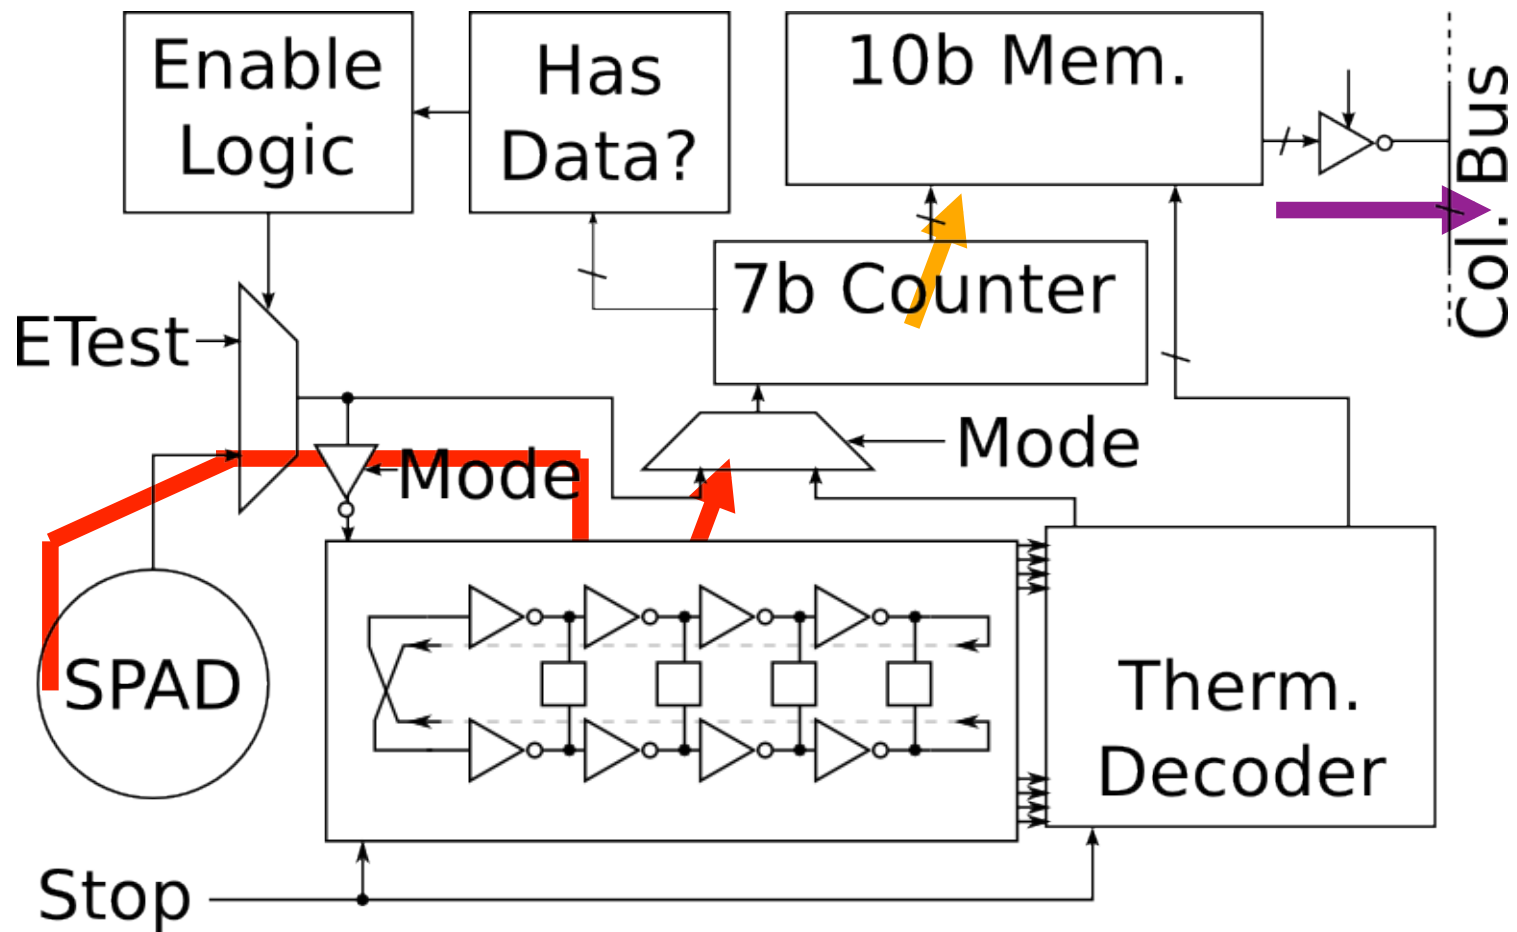 Enable
Logic
Has
Data?
10b Mem.
Col. Bus
7b Counter
ETest
Mode
Mode
SPAD
Therm.
Decoder
Stop